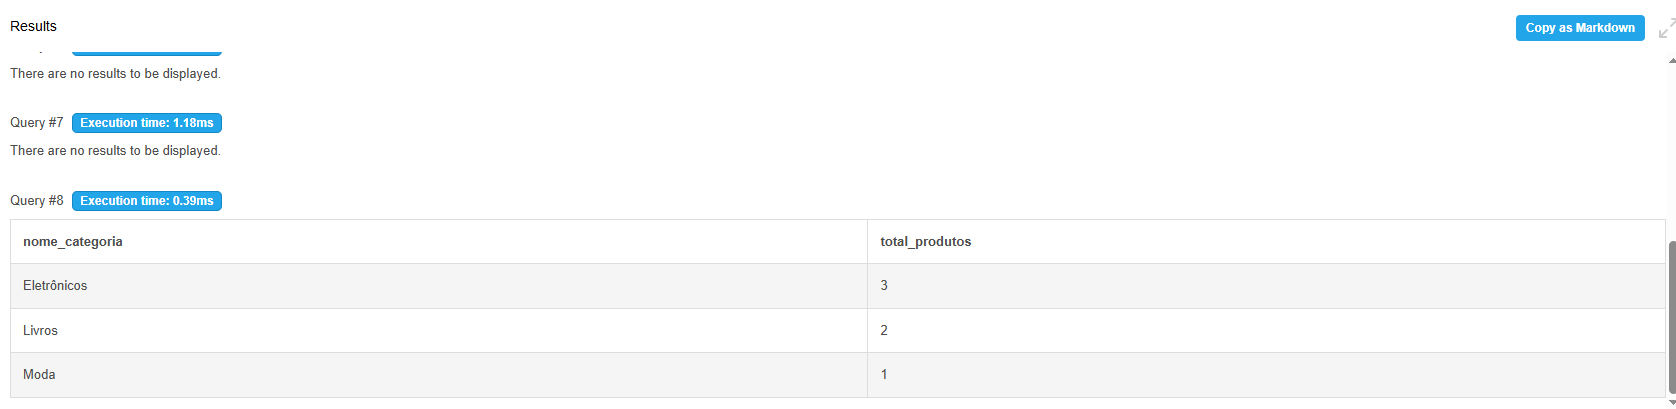 Results
Copy as Markdown
There are no results to be displayed.
Query #7 Execution time: 1.18ms
There are no results to be displayed.
Query #8 Execution time: 0.39ms
nome_categoria total_produtos
Eletrônicos 3
Livros 2
Moda 1